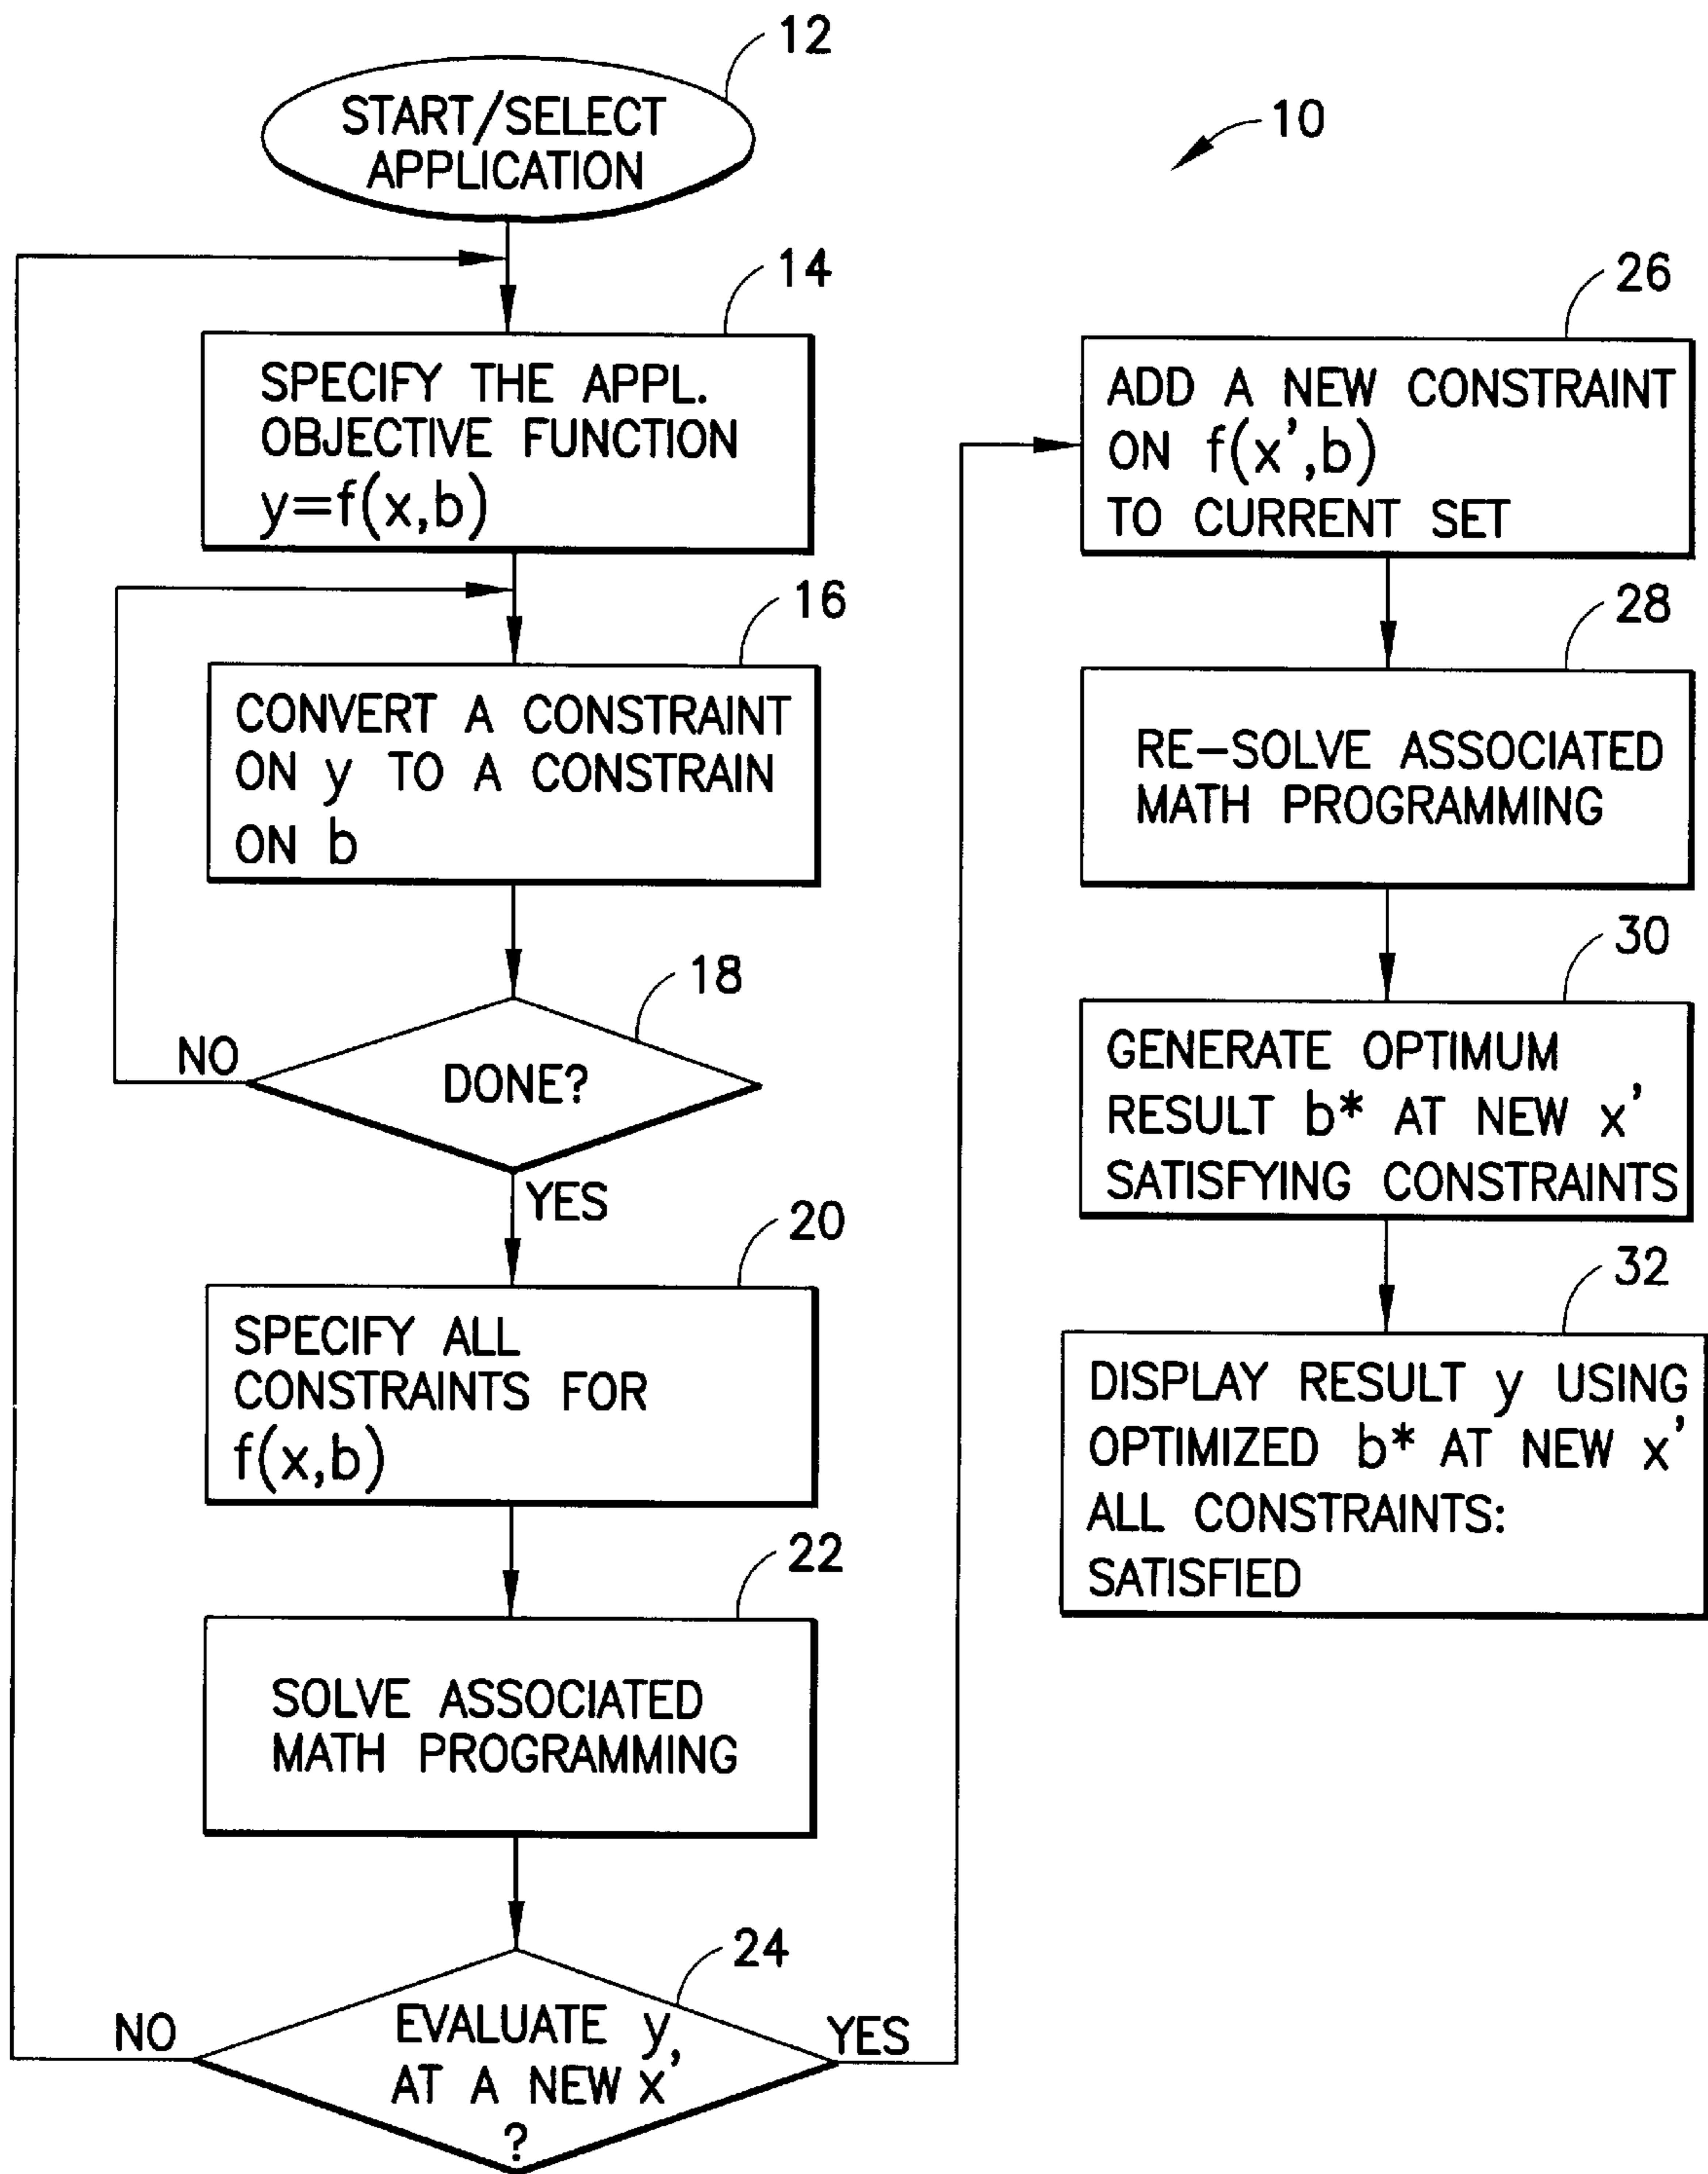 12
START/SELECT
APPLICATION
10
14
SPECIFY THE APPL.
OBJECTIVE FUNCTION
y=f(x,b)
16
CONVERT A CONSTRAINT
ON y TO A CONSTRAIN
ON b
18
NO
DONE?
YES
20
SPECIFY ALL
CONSTRAINTS FOR
f(x,b)
22
SOLVE ASSOCIATED
MATH PROGRAMMING
24
NO
EVALUATE y,
AT A NEW x'
?
YES
26
ADD A NEW CONSTRAINT
ON f(x',b)
TO CURRENT SET
28
RE-SOLVE ASSOCIATED
MATH PROGRAMMING
30
GENERATE OPTIMUM
RESULT b* AT NEW x'
SATISFYING CONSTRAINTS
32
DISPLAY RESULT y USING
OPTIMIZED b* AT NEW x'
ALL CONSTRAINTS:
SATISFIED